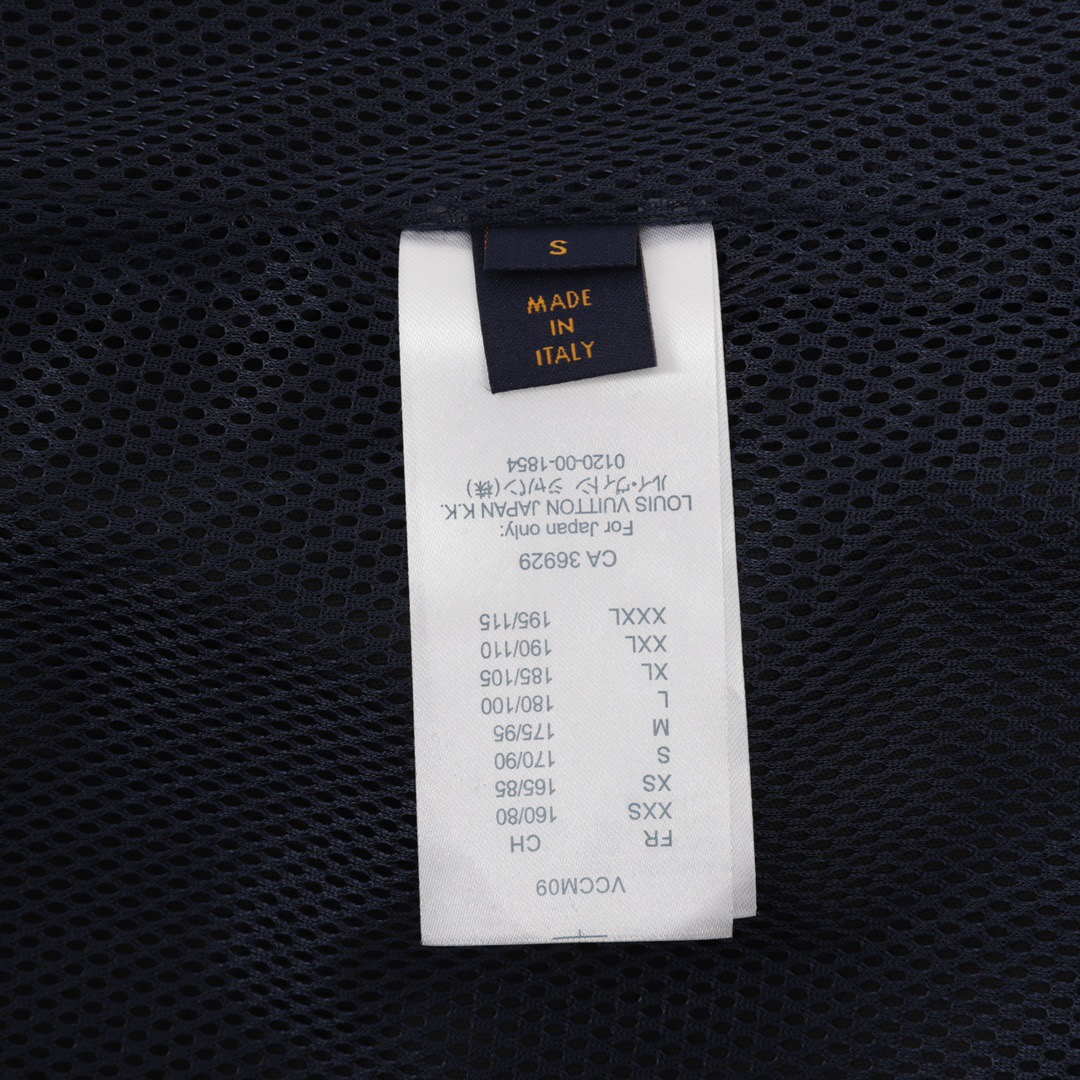 S
MADE
IN
ITALY
VCCM09
FR CH
XXS 160/80
XS 165/85
S 170/90
M 175/95
L 180/100
XL 185/105
XXL 190/110
XXXL 195/115
CA 36929
For Japan only:
LOUIS VUITTON JAPAN K.K.
ルイ・ヴィトン ジャパン(株)
0120-00-1854